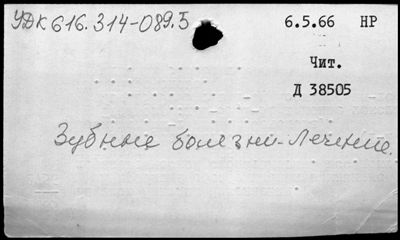 УДК 616.314-089.5
6.5.66 НР
Чит.
Д 38505
Зубные болезни-Лечение.